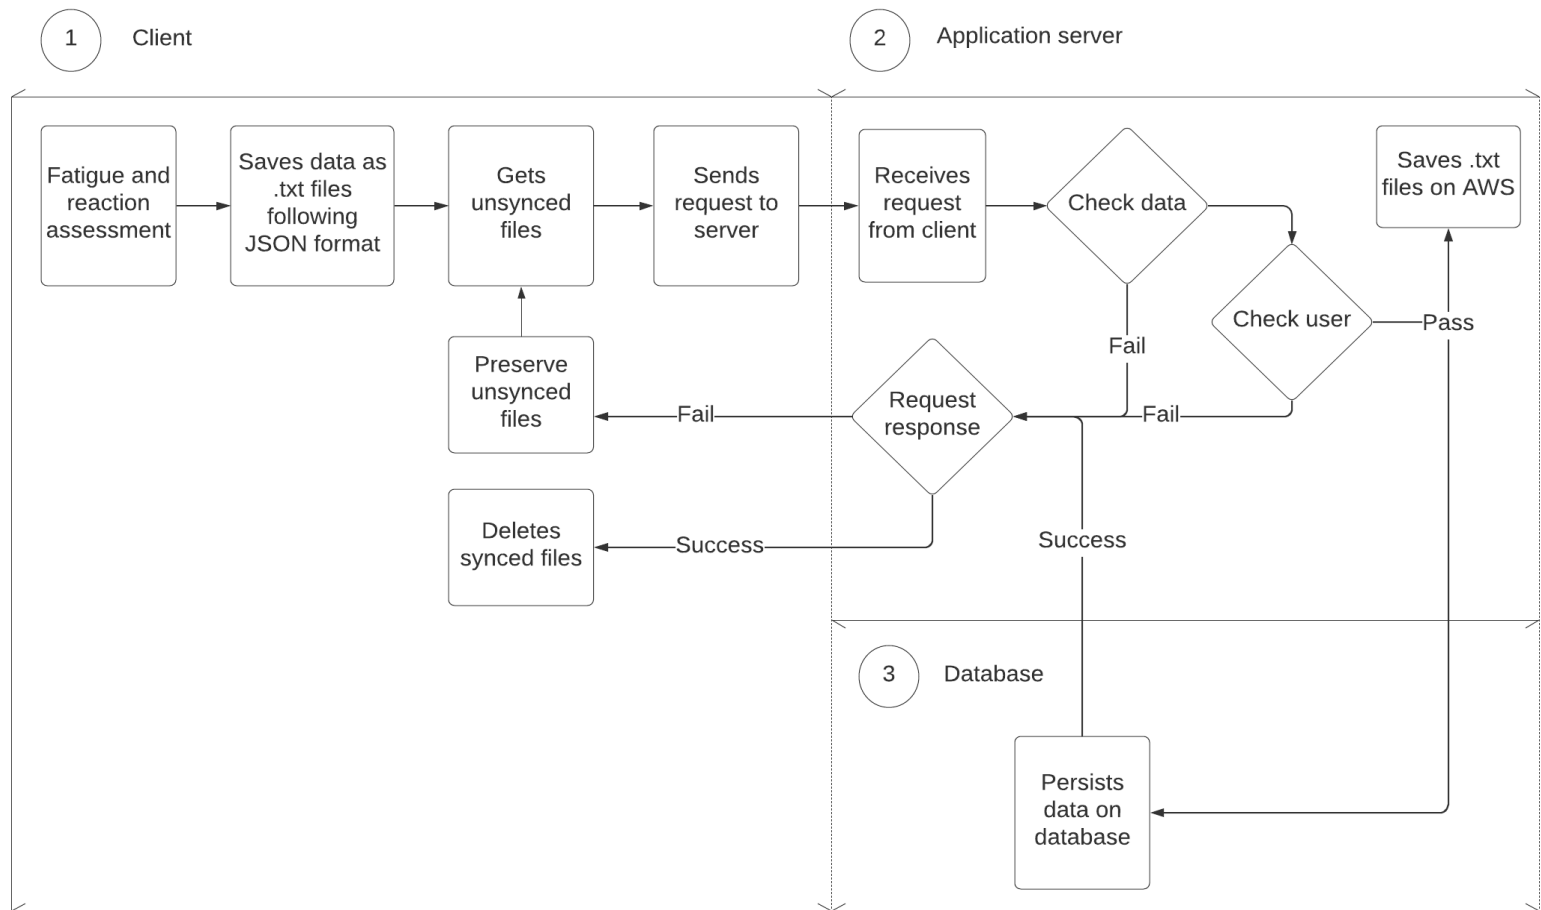 1
Client
2
Application server
Fatigue and
reaction
assessment
Saves data as
.txt files
following
JSON format
Gets
unsynced
files
Sends
request to
server
Receives
request
from client
Check data
Saves .txt
files on AWS
Check user
Pass
Fail
Preserve
unsynced
files
Fail
Request
response
Fail
Deletes
synced files
Success
Success
3
Database
Persists
data on
database